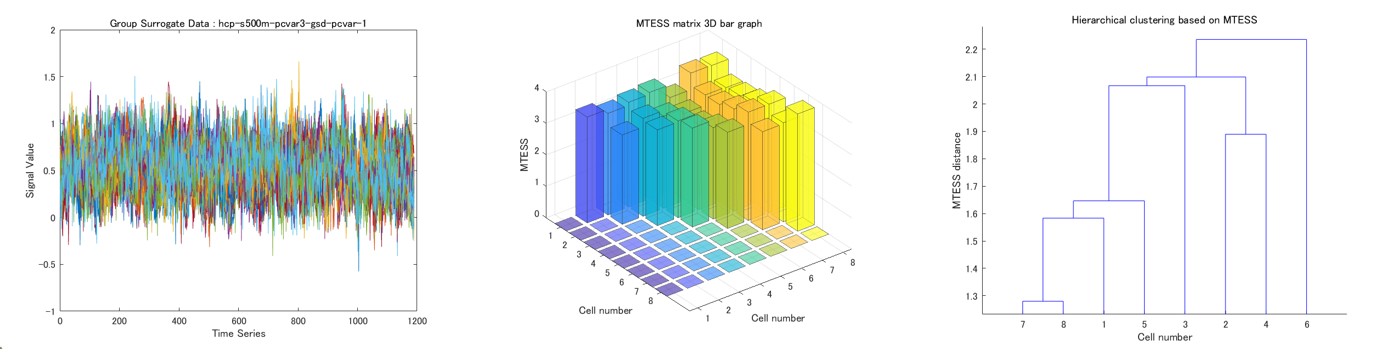 Group Surrogate Data : hcp-s500m-pcvar3-gsd-pcvar-1
2
1.5
1
0.5
0
-0.5
-1
Signal Value
0 200 400 600 800 1000 1200
Time Series
MTESS matrix 3D bar graph
4
3
2
1
0
MTESS
1 2 3 4 5 6 7 8
Cell number
1 2 3 4 5 6 7 8
Cell number
Hierarchical clustering based on MTESS
2.2
2.1
2
1.9
1.8
1.7
1.6
1.5
1.4
1.3
MTESS distance
7 8 1 5 3 2 4 6
Cell number